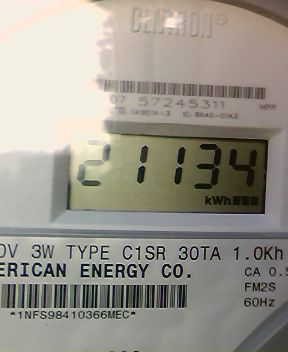 CENTRON®
07 57245311 HPP
21134
kWh
0V 3W TYPE C1SR 30TA 1.0Kh
ERICAN ENERGY CO.
CA 0.5
FM2S
60Hz
*1NFS98410366MEC*